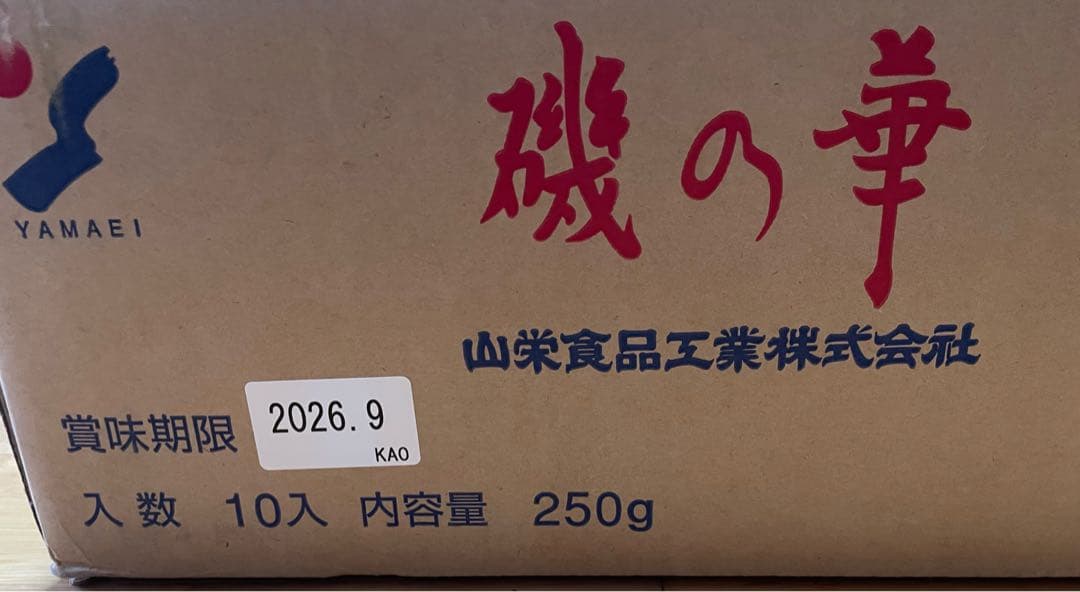 磯の華
YAMAEI
山栄食品工業株式会社
賞味期限 2026.9
KAO
入数 10入 内容量 250g